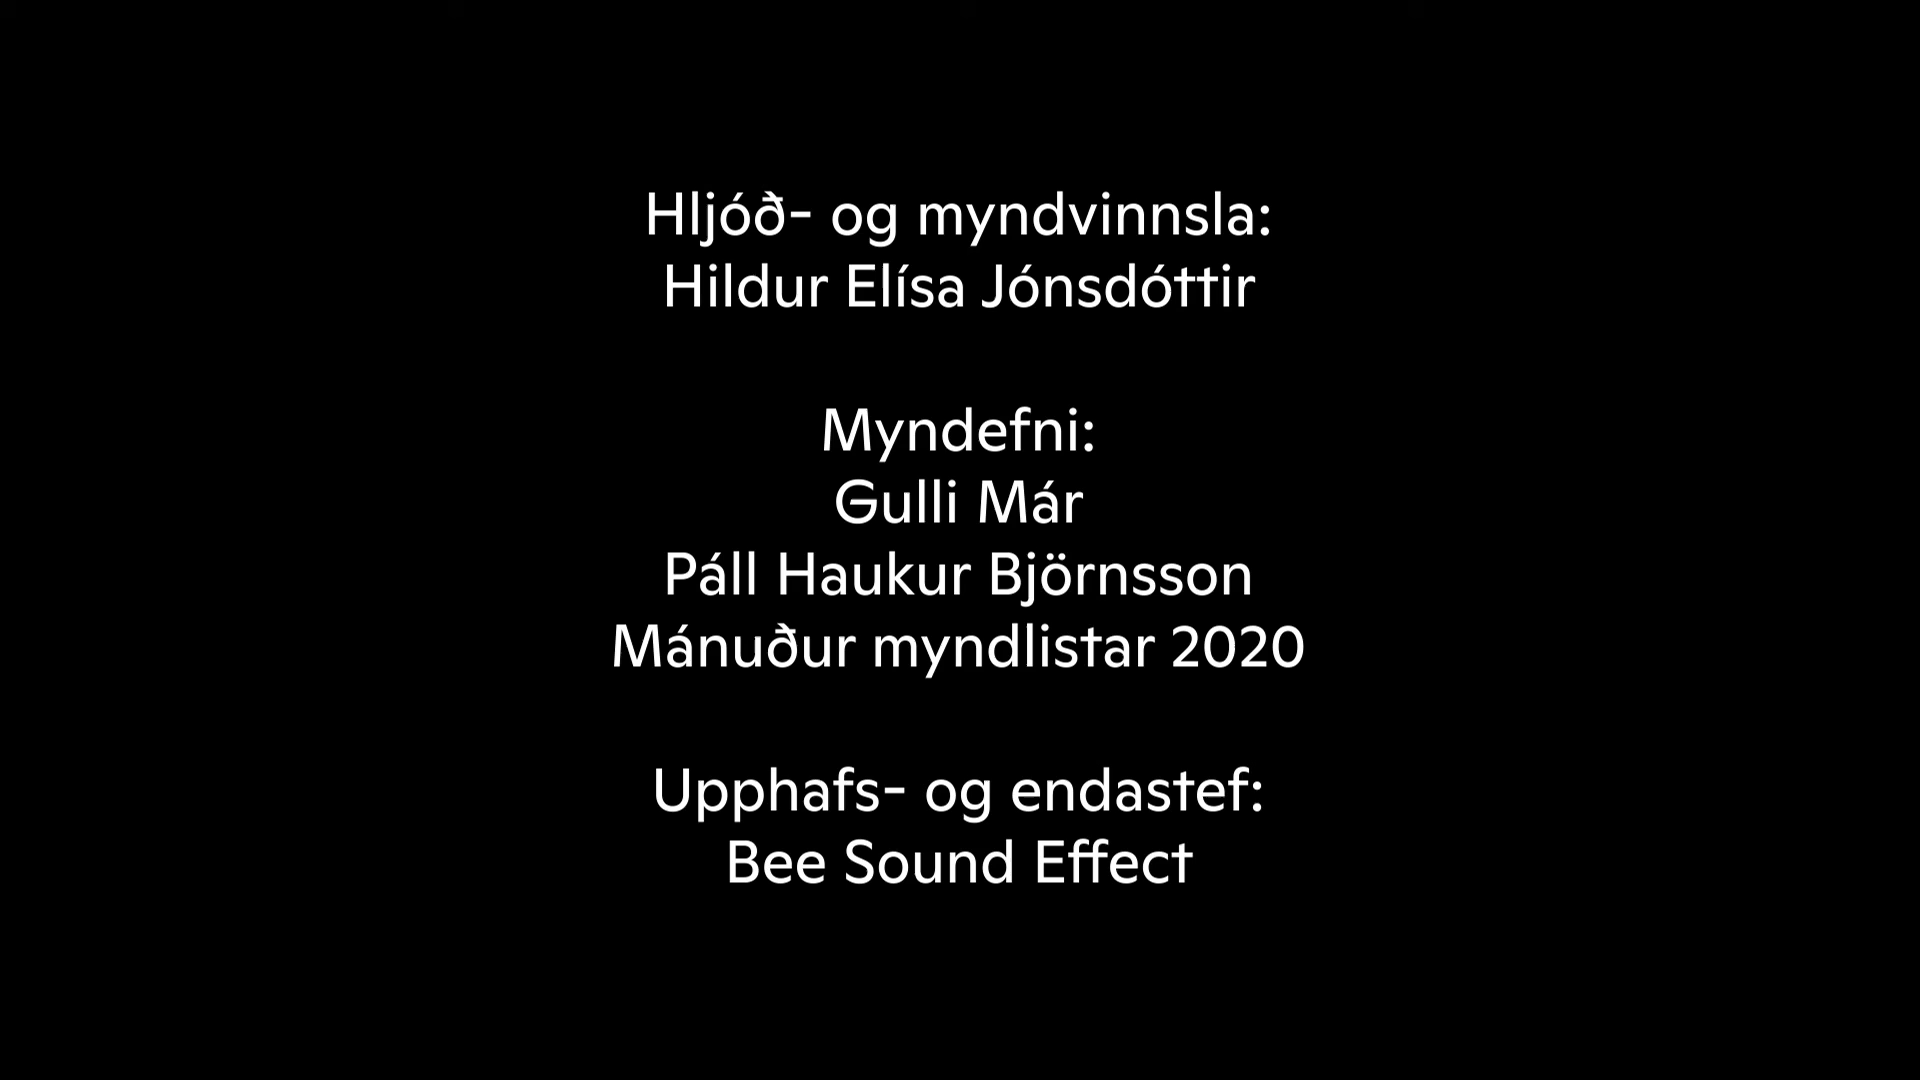 Hljóð- og myndvinnsla:
Hildur Elísa Jónsdóttir
Myndefni:
Gulli Már
Páll Haukur Björnsson
Mánuður myndlistar 2020
Upphafs- og endastef:
Bee Sound Effect